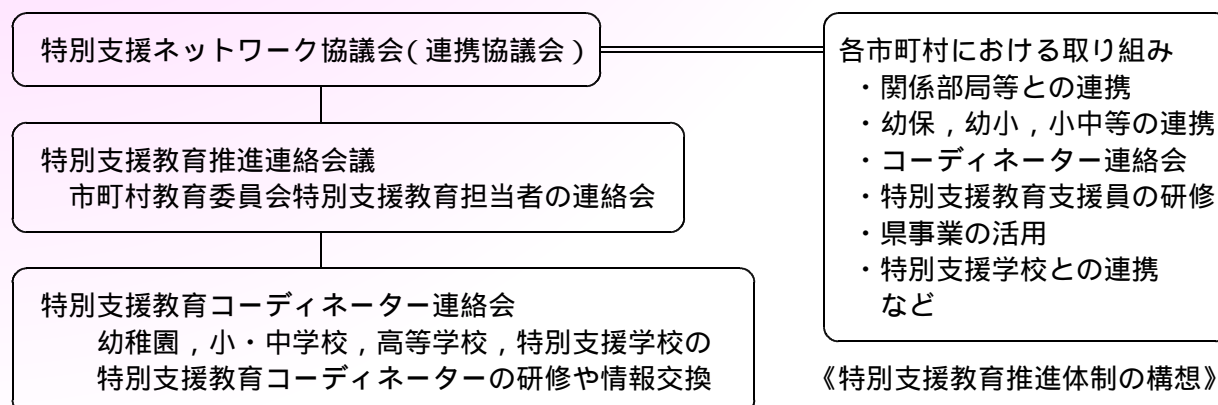 特別支援ネットワーク協議会(連携協議会)
特別支援教育推進連絡会議
市町村教育委員会特別支援教育担当者の連絡会
特別支援教育コーディネーター連絡会
幼稚園,小・中学校,高等学校,特別支援学校の
特別支援教育コーディネーターの研修や情報交換
各市町村における取り組み
・関係部局等との連携
・幼保,幼小,小中等の連携
・コーディネーター連絡会
・特別支援教育支援員の研修
・県事業の活用
・特別支援学校との連携
など
《特別支援教育推進体制の構想》